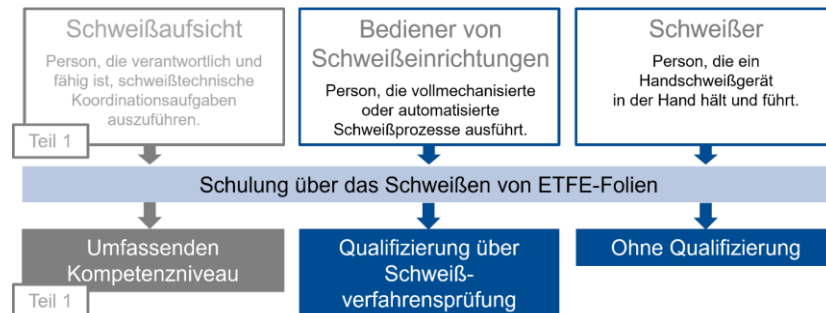 Schweißaufsicht
Person, die verantwortlich und
fähig ist, schweißtechnische
Koordinationsaufgaben
auszuführen.
Teil 1
Bediener von
Schweißeinrichtungen
Person, die vollmechanisierte
oder automatisierte
Schweißprozesse ausführt.
Schweißer
Person, die ein
Handschweißgerät
in der Hand hält und führt.
Schulung über das Schweißen von ETFE-Folien
Umfassenden
Kompetenzniveau
Teil 1
Qualifizierung über
Schweiß-
verfahrensprüfung
Ohne Qualifizierung